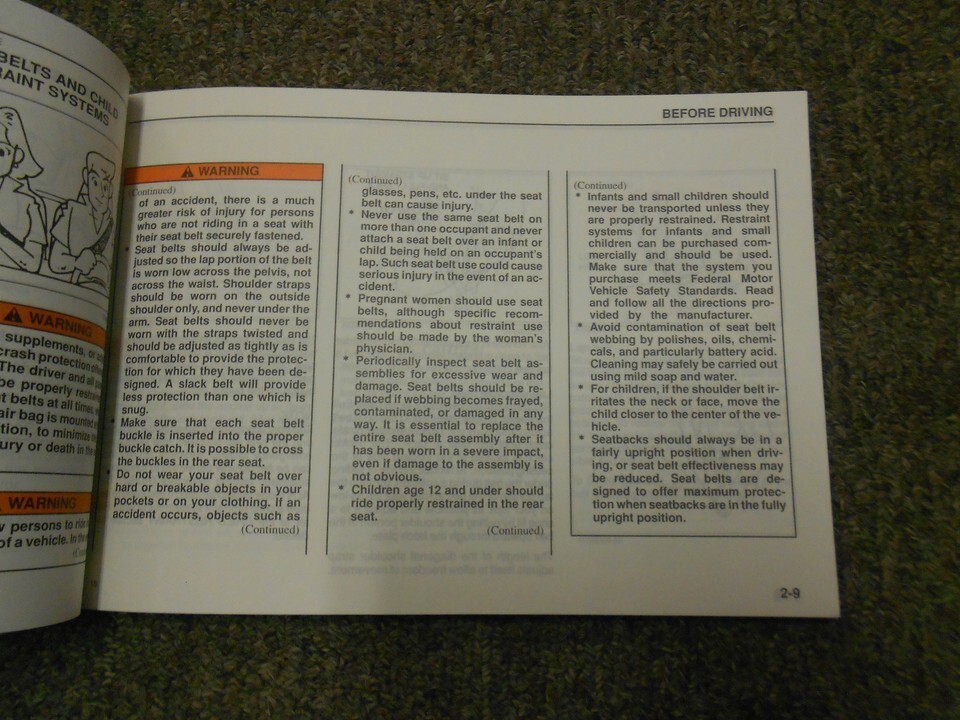 BELTS AND CHILD
RAINT SYSTEMS
WARNING
supplements, or
crash protection
The driver and all
be properly
t belts at all times
air bag is mounted
tion, to minimize
ury or death in the
WARNING
w persons to ride
of a vehicle. In the
BEFORE DRIVING
WARNING
(Continued)
of an accident, there is a much
greater risk of injury for persons
who are not riding in a seat with
their seat belt securely fastened.
Seat belts should always be ad-
justed so the lap portion of the belt
is worn low across the pelvis, not
across the waist. Shoulder straps
should be worn on the outside
shoulder only, and never under the
arm. Seat belts should never be
worn with the straps twisted and
should be adjusted as tightly as is
comfortable to provide the protec-
tion for which they have been de-
signed. A slack belt will provide
less protection than one which is
snug.
Make sure that each seat belt
buckle is inserted into the proper
buckle catch. It is possible to cross
the buckles in the rear seat.
Do not wear your seat belt over
hard or breakable objects in your
pockets or on your clothing. If an
accident occurs, objects such as
(Continued)
(Continued)
glasses, pens, etc. under the seat
belt can cause injury.
* Never use the same seat belt on
more than one occupant and never
attach a seat belt over an infant or
child being held on an occupant's
lap. Such seat belt use could cause
serious injury in the event of an ac-
cident.
* Pregnant women should use seat
belts, although specific recom-
mendations about restraint use
should be made by the woman's
physician.
* Periodically inspect seat belt as-
semblies for excessive wear and
damage. Seat belts should be re-
placed if webbing becomes frayed,
contaminated, or damaged in any
way. It is essential to replace the
entire seat belt assembly after it
has been worn in a severe impact,
even if damage to the assembly is
not obvious.
* Children age 12 and under should
ride properly restrained in the rear
seat.
(Continued)
(Continued)
* Infants and small children should
never be transported unless they
are properly restrained. Restraint
systems for infants and small
children can be purchased com-
mercially and should be used.
Make sure that the system you
purchase meets Federal Motor
Vehicle Safety Standards. Read
and follow all the directions pro-
vided by the manufacturer.
* Avoid contamination of seat belt
webbing by polishes, oils, chemi-
cals, and particularly battery acid.
Cleaning may safely be carried out
using mild soap and water.
* For children, if the shoulder belt ir-
ritates the neck or face, move the
child closer to the center of the ve-
hicle.
* Seatbacks should always be in a
fairly upright position when driv-
ing, or seat belt effectiveness may
be reduced. Seat belts are de-
signed to offer maximum protec-
tion when seatbacks are in the fully
upright position.
2-9